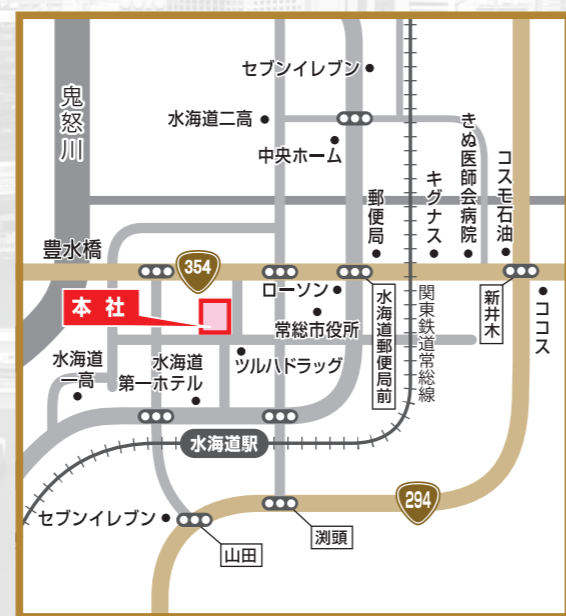 セブンイレブン
鬼怒川
水海道二高
中央ホーム
きぬ医師会病院
コスモ石油
キグナス
郵便局
豊水橋
354
ローソン
本社
常総市役所
水海道郵便局前
関東鉄道常総線
新井木
ココス
水海道
一高
水海道
第一ホテル
ツルハドラッグ
水海道駅
294
セブンイレブン
山田
渕頭